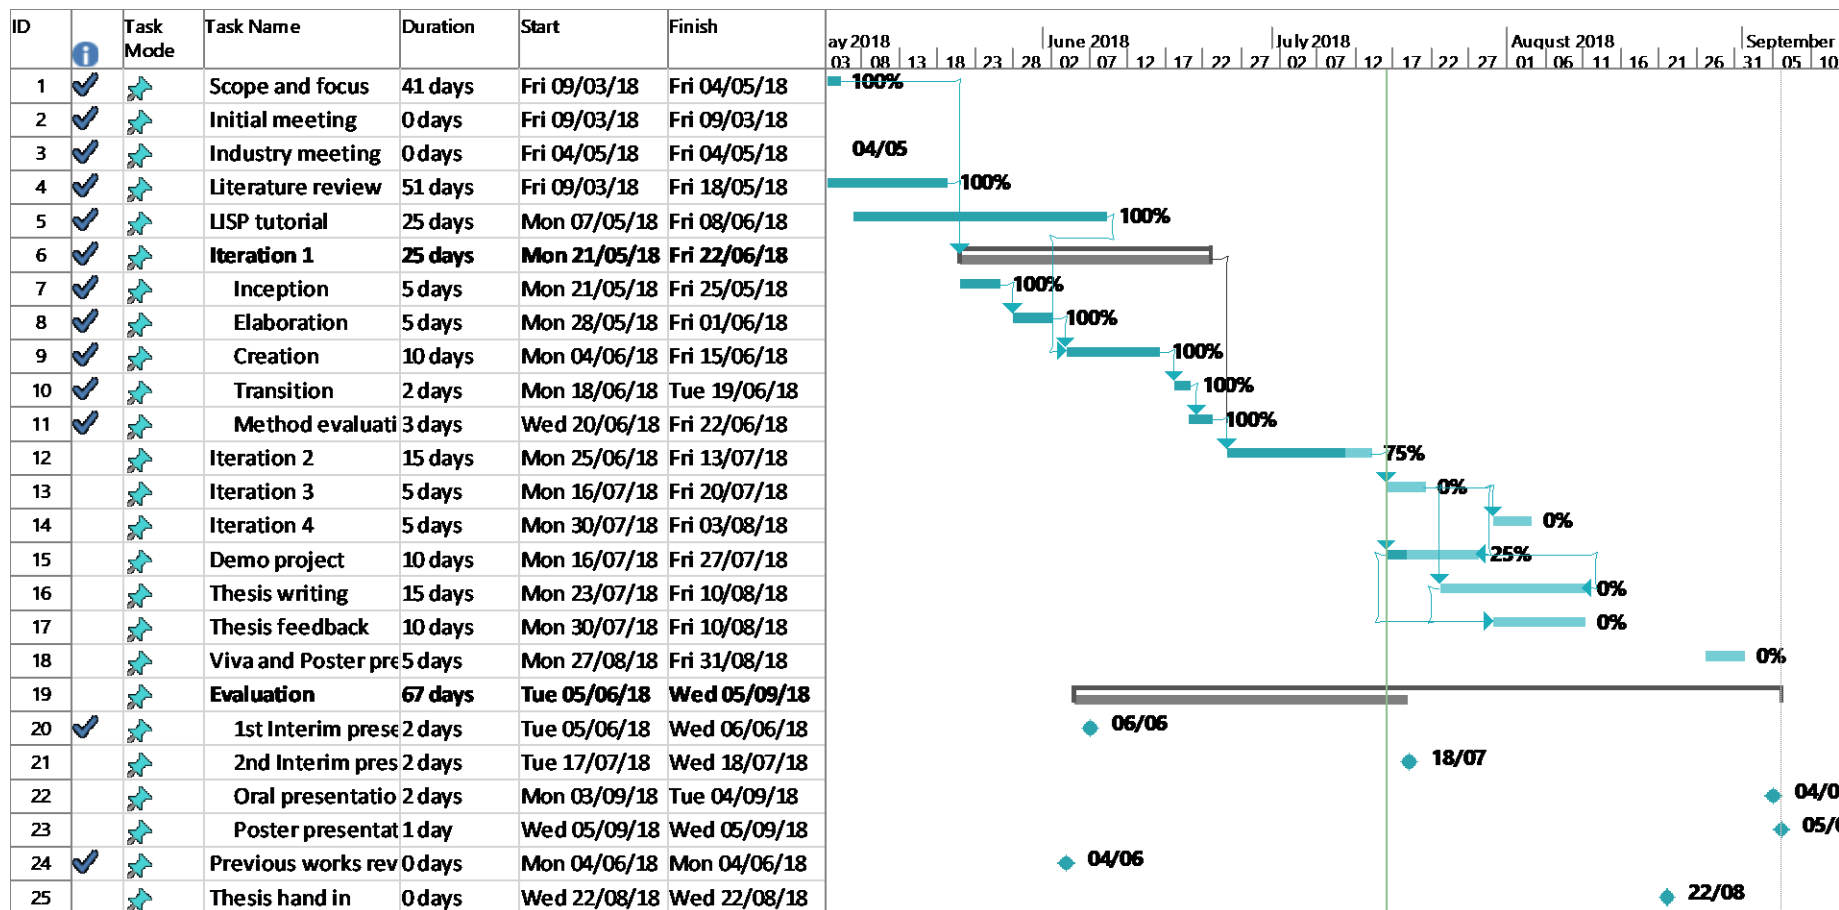 ID Task Mode Task Name Duration Start Finish
ay 2018 June 2018 July 2018 August 2018 September
03 08 13 18 23 28 02 07 12 17 22 27 02 07 12 17 22 27 01 06 11 16 21 26 31 05 10
1 Scope and focus 41 days Fri 09/03/18 Fri 04/05/18 100%
2 Initial meeting 0 days Fri 09/03/18 Fri 09/03/18
3 Industry meeting 0 days Fri 04/05/18 Fri 04/05/18 04/05
4 Literature review 51 days Fri 09/03/18 Fri 18/05/18 100%
5 LISP tutorial 25 days Mon 07/05/18 Fri 08/06/18 100%
6 Iteration 1 25 days Mon 21/05/18 Fri 22/06/18
7 Inception 5 days Mon 21/05/18 Fri 25/05/18 100%
8 Elaboration 5 days Mon 28/05/18 Fri 01/06/18 100%
9 Creation 10 days Mon 04/06/18 Fri 15/06/18 100%
10 Transition 2 days Mon 18/06/18 Tue 19/06/18 100%
11 Method evaluati 3 days Wed 20/06/18 Fri 22/06/18 100%
12 Iteration 2 15 days Mon 25/06/18 Fri 13/07/18 75%
13 Iteration 3 5 days Mon 16/07/18 Fri 20/07/18 0%
14 Iteration 4 5 days Mon 30/07/18 Fri 03/08/18 0%
15 Demo project 10 days Mon 16/07/18 Fri 27/07/18 25%
16 Thesis writing 15 days Mon 23/07/18 Fri 10/08/18 0%
17 Thesis feedback 10 days Mon 30/07/18 Fri 10/08/18 0%
18 Viva and Poster pre 5 days Mon 27/08/18 Fri 31/08/18 0%
19 Evaluation 67 days Tue 05/06/18 Wed 05/09/18
20 1st Interim prese 2 days Tue 05/06/18 Wed 06/06/18 06/06
21 2nd Interim pres 2 days Tue 17/07/18 Wed 18/07/18 18/07
22 Oral presentatio 2 days Mon 03/09/18 Tue 04/09/18 04/0
23 Poster presentat 1 day Wed 05/09/18 Wed 05/09/18 05/0
24 Previous works rev 0 days Mon 04/06/18 Mon 04/06/18 04/06
25 Thesis hand in 0 days Wed 22/08/18 Wed 22/08/18 22/08